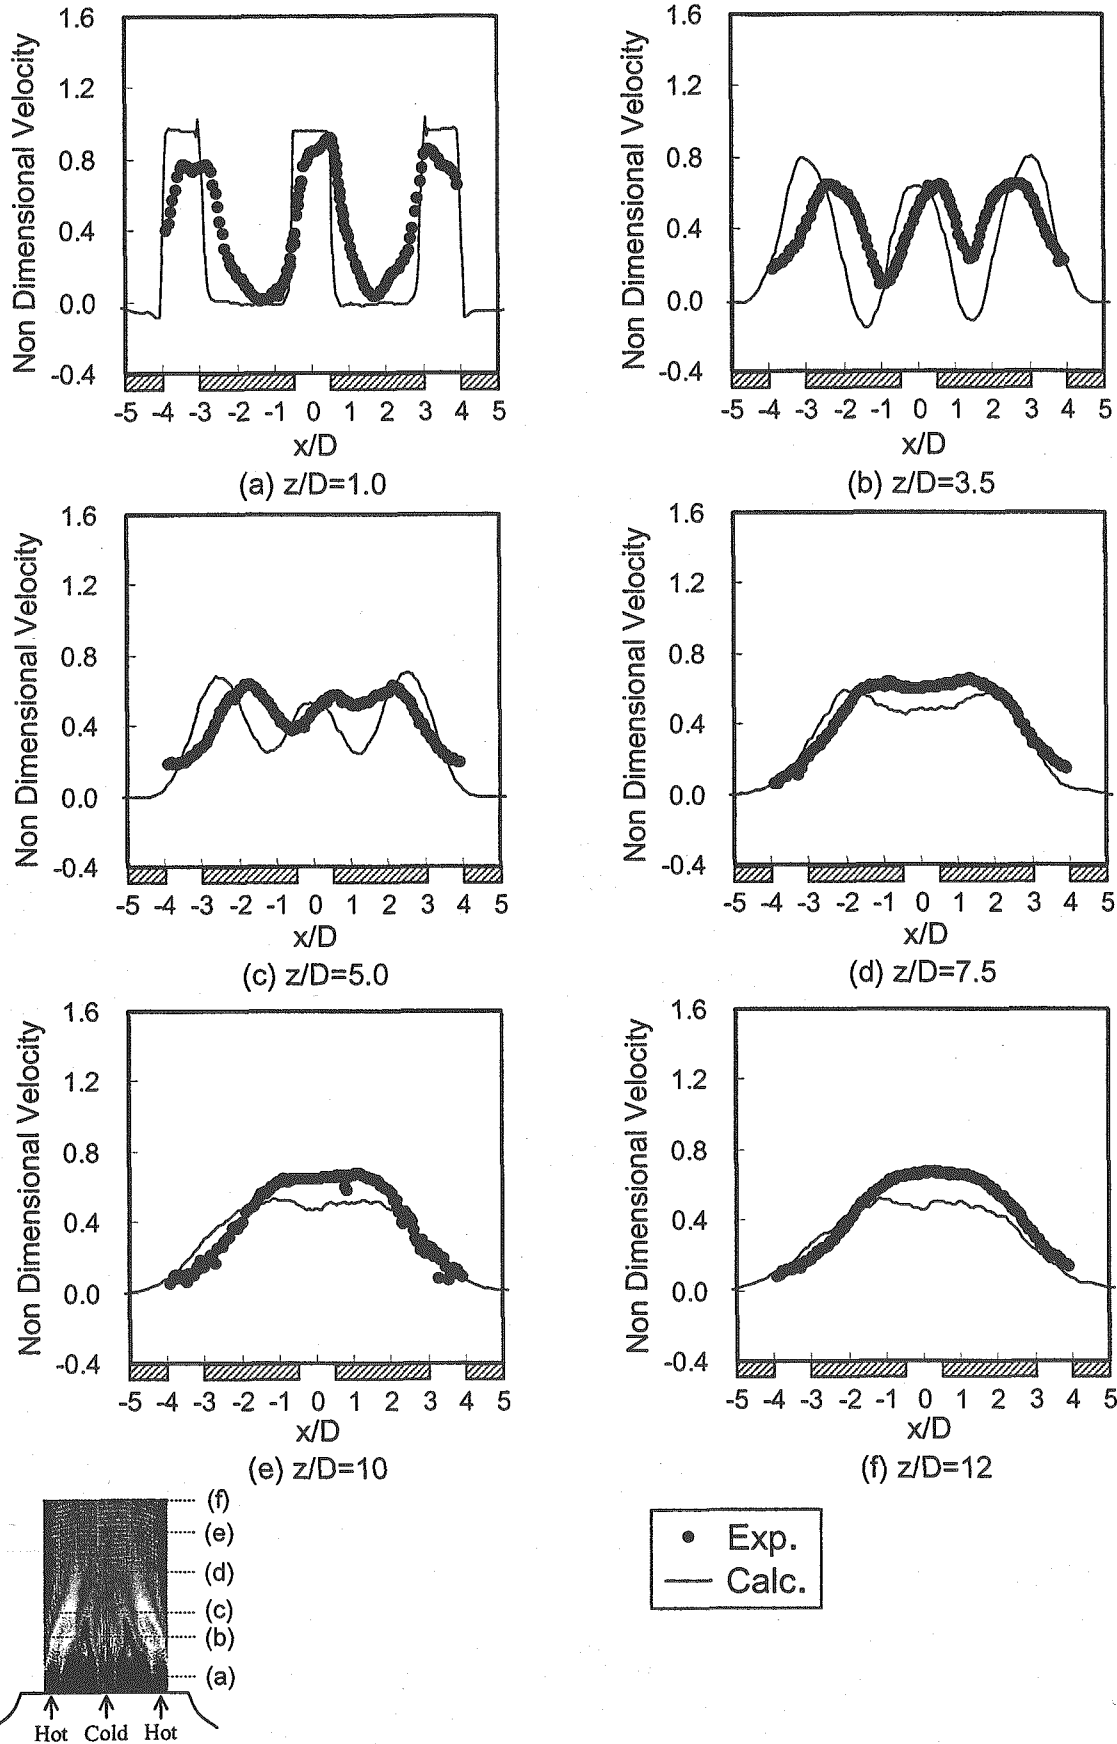 1.6
1.2
0.8
0.4
0.0
-0.4
Non Dimensional Velocity
-5 -4 -3 -2 -1 0 1 2 3 4 5
x/D
(a) z/D=1.0
1.6
1.2
0.8
0.4
0.0
-0.4
Non Dimensional Velocity
-5 -4 -3 -2 -1 0 1 2 3 4 5
x/D
(b) z/D=3.5
1.6
1.2
0.8
0.4
0.0
-0.4
Non Dimensional Velocity
-5 -4 -3 -2 -1 0 1 2 3 4 5
x/D
(c) z/D=5.0
1.6
1.2
0.8
0.4
0.0
-0.4
Non Dimensional Velocity
-5 -4 -3 -2 -1 0 1 2 3 4 5
x/D
(d) z/D=7.5
1.6
1.2
0.8
0.4
0.0
-0.4
Non Dimensional Velocity
-5 -4 -3 -2 -1 0 1 2 3 4 5
x/D
(e) z/D=10
1.6
1.2
0.8
0.4
0.0
-0.4
Non Dimensional Velocity
-5 -4 -3 -2 -1 0 1 2 3 4 5
x/D
(f) z/D=12
(f)
(e)
(d)
(c)
(b)
(a)
Hot Cold Hot
Exp.
Calc.